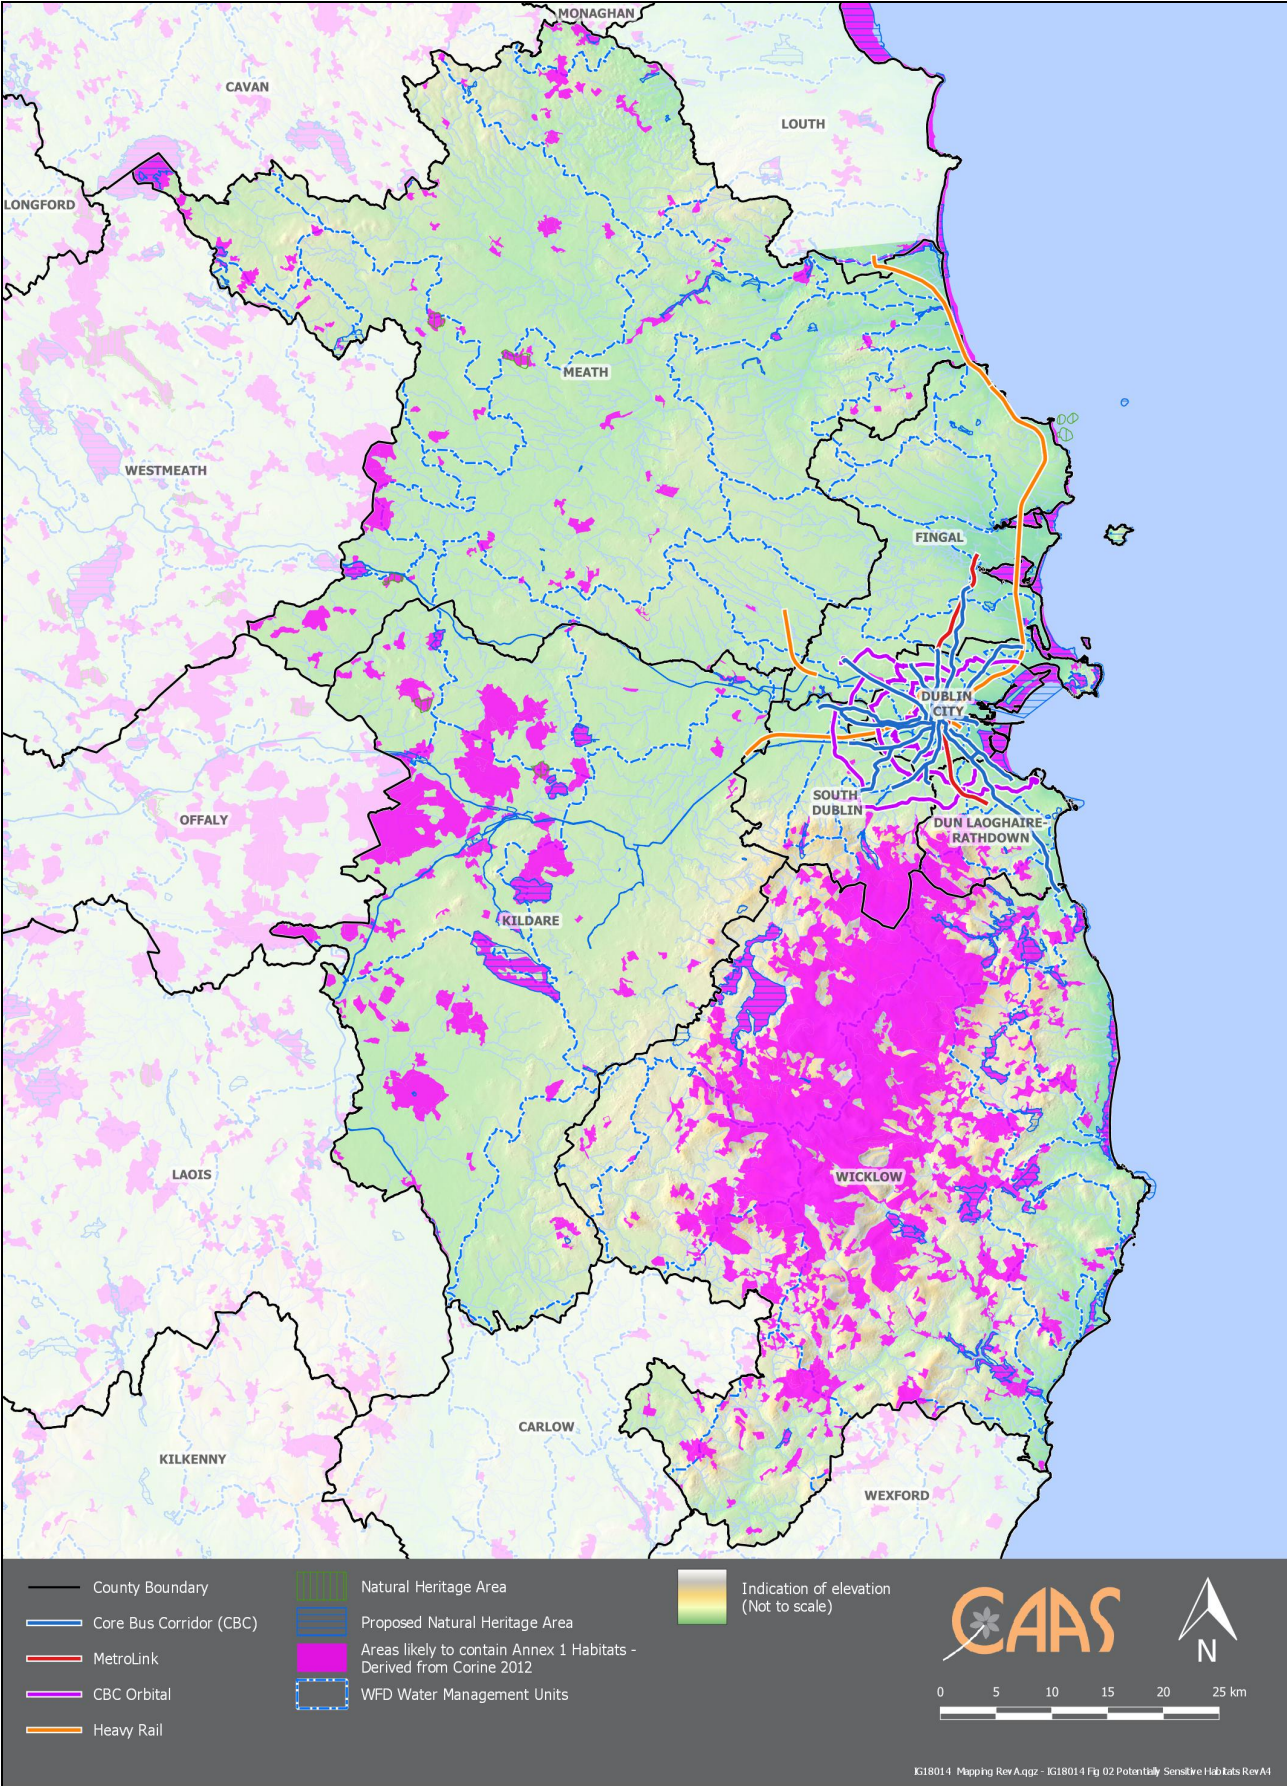 MONAGHAN
CAVAN
LOUTH
LONGFORD
MEATH
WESTMEATH
FINGAL
DUBLIN
CITY
SOUTH
DUBLIN
DUN LAOGHAIRE-
RATHDOWN
OFFALY
KILDARE
LAOIS
WICKLOW
CARLOW
KILKENNY
WEXFORD
County Boundary
Core Bus Corridor (CBC)
MetroLink
CBC Orbital
Heavy Rail
Natural Heritage Area
Proposed Natural Heritage Area
Areas likely to contain Annex 1 Habitats -
Derived from Corine 2012
WFD Water Management Units
Indication of elevation
(Not to scale)
CAAS
N
0 5 10 15 20 25 km
IG18014 Mapping RevA.qgz - IG18014 Fig 02 Potentially Sensitive Habitats RevA4